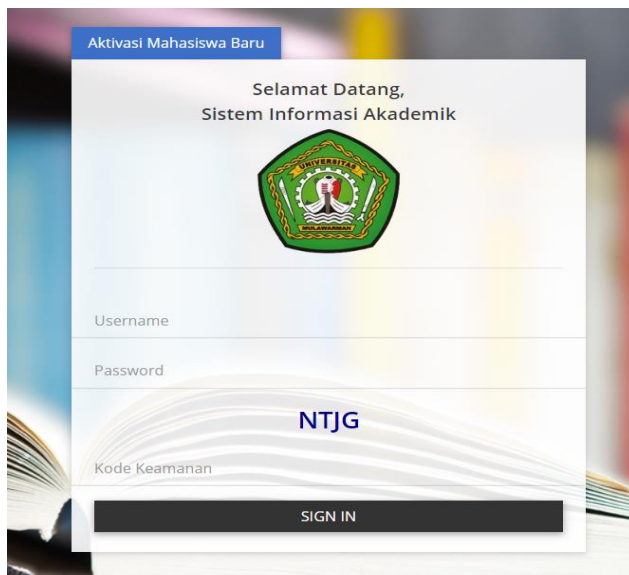 Aktivasi Mahasiswa Baru
Selamat Datang,
Sistem Informasi Akademik
UNIVERSITAS
MULAWARMAN
Username
Password
NTJG
Kode Keamanan
SIGN IN